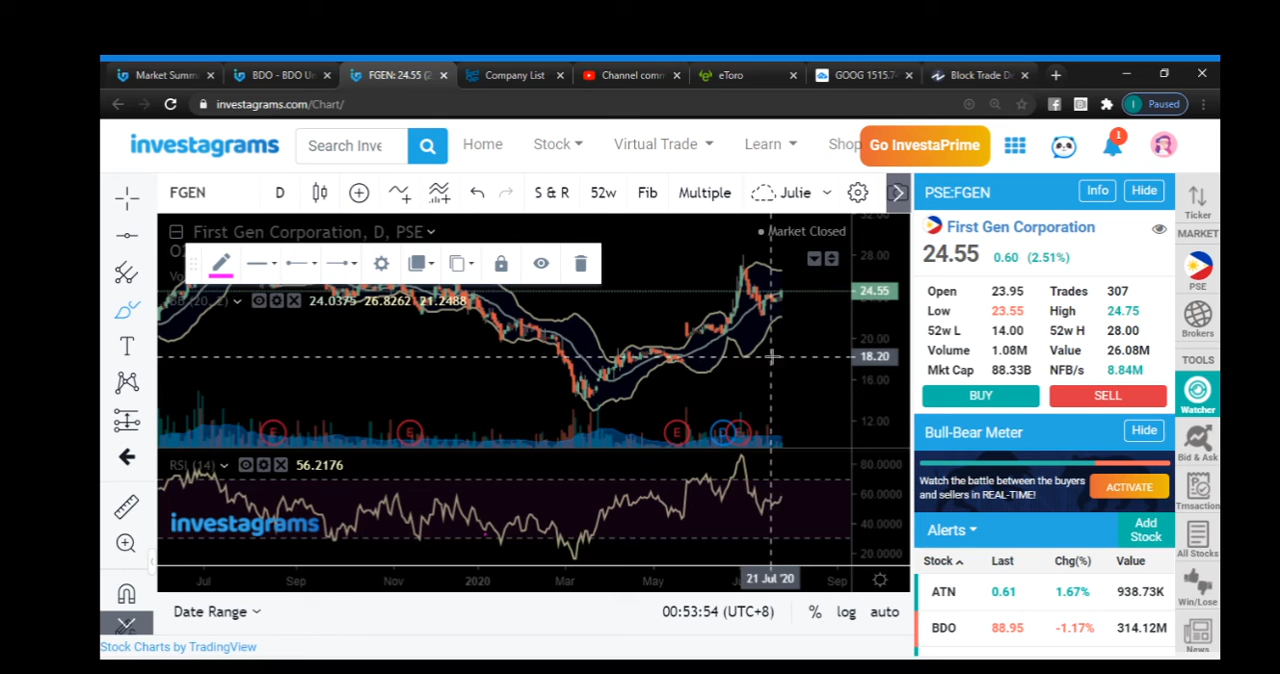 Market Summ
BDO - BDO U
FGEN: 24.55 (2
Company List
Channel comm
eToro
GOOG 1515.7
Block Trade De
investagrams.com/Chart/
Paused
investagrams
Search Inve
Home
Stock
Virtual Trade
Learn
Shop
Go InvestaPrime
1
FGEN
D
S & R
52w
Fib
Multiple
Julie
First Gen Corporation, D, PSE
Market Closed
32.00
28.00
24.55
20.00
18.20
16.00
12.00
BB (20, 2)
24.0375 26.8262 21.2488
E
E
E
D
RSI (14)
56.2176
80.0000
60.0000
40.0000
20.0000
investagrams
Jul
Sep
Nov
2020
Mar
May
21 Jul '20
Sep
Date Range
00:53:54 (UTC+8)
%
log
auto
Stock Charts by TradingView
PSE:FGEN
Info
Hide
First Gen Corporation
24.55 0.60 (2.51%)
Open 23.95 Trades 307
Low 23.55 High 24.75
52w L 14.00 52w H 28.00
Volume 1.08M Value 26.08M
Mkt Cap 88.33B NFB/s 8.84M
BUY
SELL
Bull-Bear Meter
Hide
Watch the battle between the buyers
and sellers in REAL-TIME!
ACTIVATE
Alerts
Add
Stock
Stock Last Chg(%) Value
ATN 0.61 1.67% 938.73K
BDO 88.95 -1.17% 314.12M
Ticker
MARKET
PSE
Brokers
TOOLS
Watcher
Bid & Ask
Trnsaction
All Stocks
Win/Lose
News